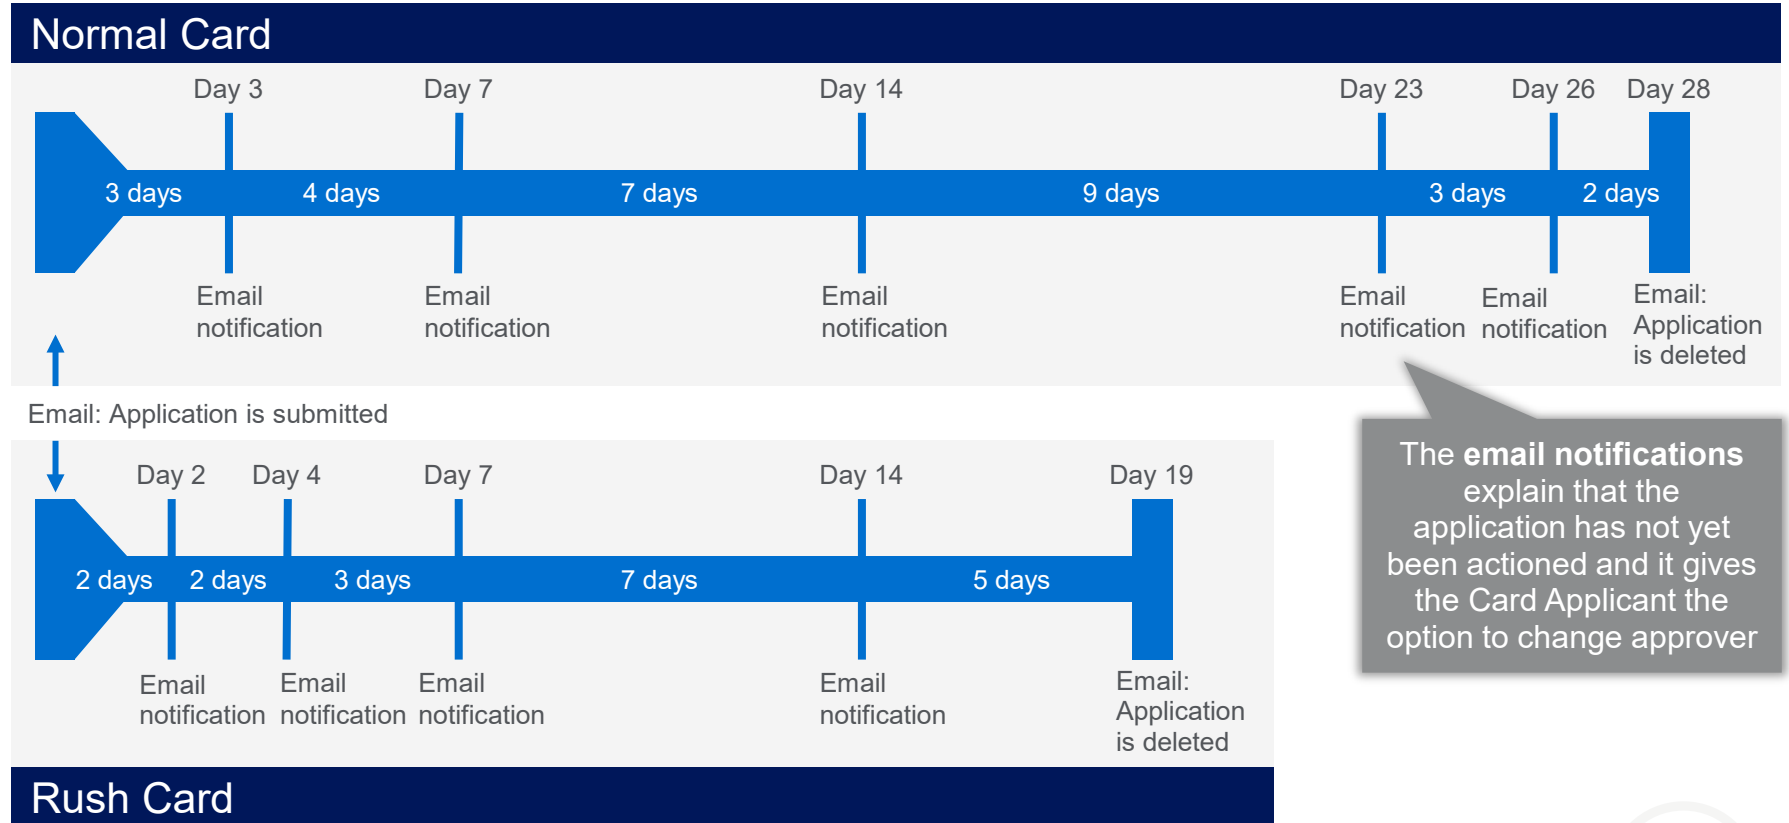 Normal Card
Day 3
Day 7
Day 14
Day 23
Day 26
Day 28
3 days
4 days
7 days
9 days
3 days
2 days
Email
notification
Email
notification
Email
notification
Email
notification
Email
notification
Email:
Application
is deleted
Email: Application is submitted
Day 2
Day 4
Day 7
Day 14
Day 19
2 days
2 days
3 days
7 days
5 days
Email
notification
Email
notification
Email
notification
Email
notification
Email:
Application
is deleted
The email notifications
explain that the
application has not yet
been actioned and it gives
the Card Applicant the
option to change approver
Rush Card